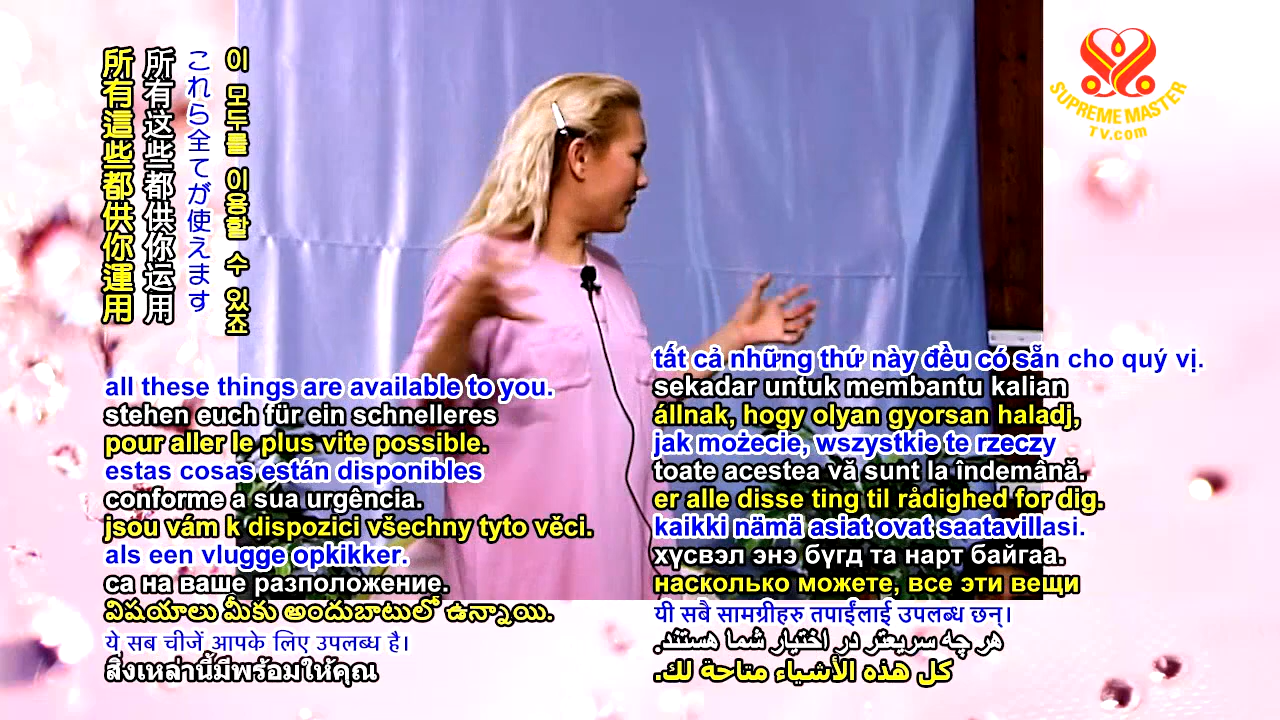 所有這些都供你運用
所有这些都供你运用
これら全てが使えます
이 모두를 이용할 수 있죠
SUPREME MASTER
TV.com
all these things are available to you.
stehen euch für ein schnelleres
pour aller le plus vite possible.
estas cosas están disponibles
conforme a sua urgência.
jsou vám k dispozici všechny tyto věci.
als een vlugge opkikker.
са на ваше разположение.
విషయాలు మీకు అందుబాటులో ఉన్నాయి.
ये सब चीजें आपके लिए उपलब्ध है।
สิ่งเหล่านี้มีพร้อมให้คุณ
tất cả những thứ này đều có sẵn cho quý vị.
sekadar untuk membantu kalian
állnak, hogy olyan gyorsan haladj,
jak możecie, wszystkie te rzeczy
toate acestea vă sunt la îndemână.
er alle disse ting til rådighed for dig.
kaikki nämä asiat ovat saatavillasi.
хүсвэл энэ бүгд та нарт байгаа.
насколько можете, все эти вещи
यी सबै सामग्रीहरु तपाईंलाई उपलब्ध छन्।
هر چه سریعتر در اختیار شما هستند.
كل هذه الأشياء متاحة لك.